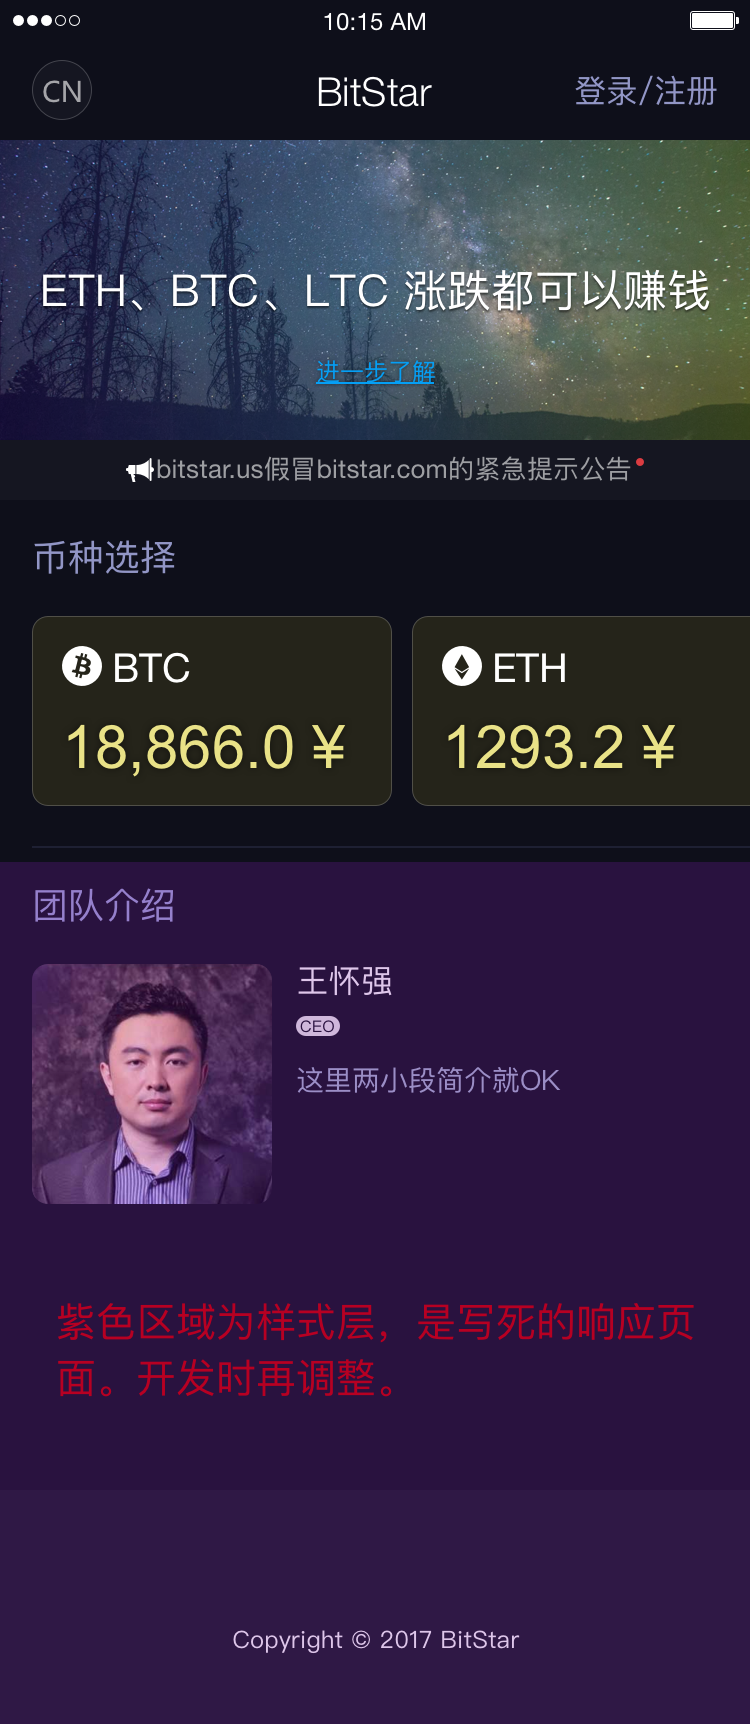 10:15 AM
CN
BitStar
登录/注册
ETH、BTC、LTC 涨跌都可以赚钱
进一步了解
bitstar.us假冒bitstar.com的紧急提示公告
币种选择
BTC
18,866.0 ¥
ETH
1293.2 ¥
团队介绍
王怀强
CEO
这里两小段简介就OK
紫色区域为样式层，是写死的响应页
面。开发时再调整。
Copyright © 2017 BitStar